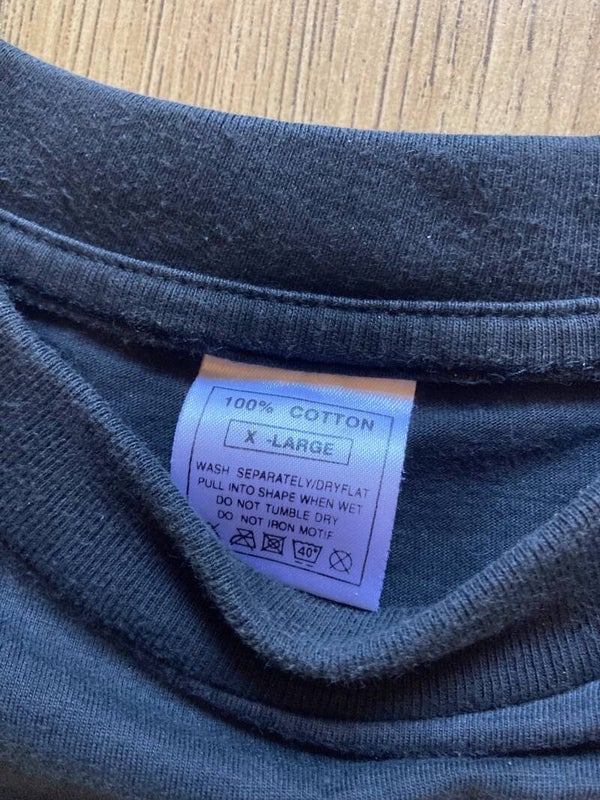 100% COTTON
X -LARGE
WASH SEPARATELY/DRYFLAT
PULL INTO SHAPE WHEN WET
DO NOT TUMBLE DRY
DO NOT IRON MOTIF
40°